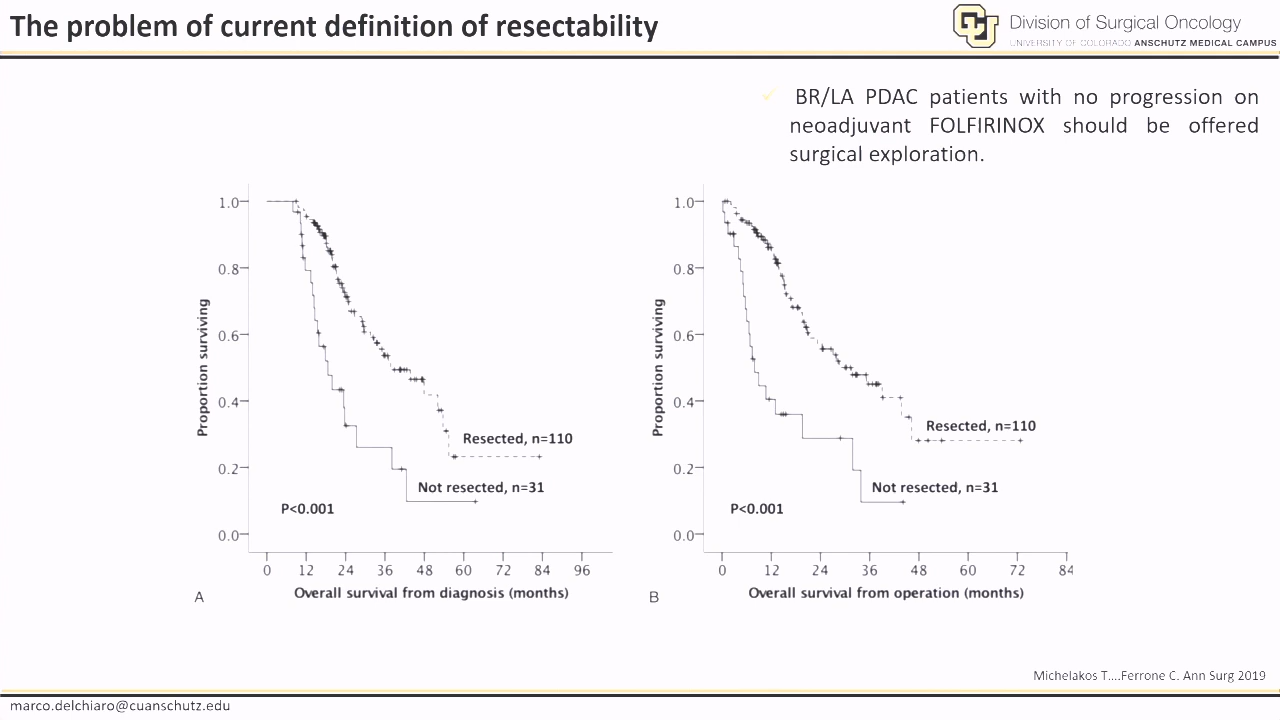 The problem of current definition of resectability
Division of Surgical Oncology
UNIVERSITY OF COLORADO ANSCHUTZ MEDICAL CAMPUS
BR/LA PDAC patients with no progression on
neoadjuvant FOLFIRINOX should be offered
surgical exploration.
Proportion surviving
1.0
0.8
0.6
0.4
0.2
0.0
Resected, n=110
Not resected, n=31
P<0.001
0 12 24 36 48 60 72 84 96
Overall survival from diagnosis (months)
A
Proportion surviving
1.0
0.8
0.6
0.4
0.2
0.0
Resected, n=110
Not resected, n=31
P<0.001
0 12 24 36 48 60 72 84
Overall survival from operation (months)
B
Michelakos T....Ferrone C. Ann Surg 2019
marco.delchiaro@cuanschutz.edu